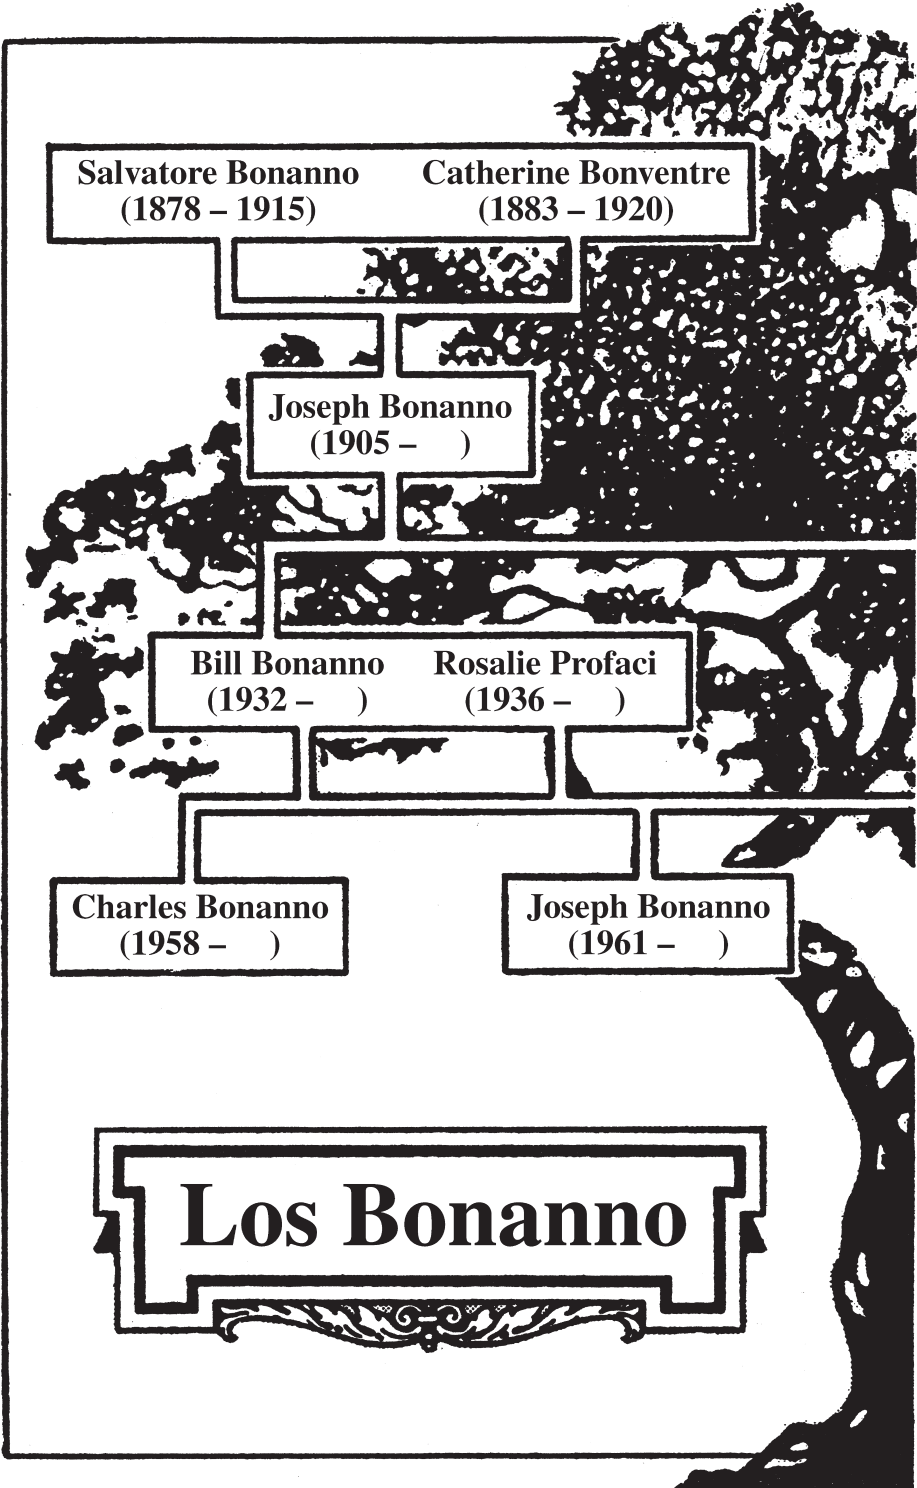 Salvatore Bonanno Catherine Bonventre
(1878 – 1915) (1883 – 1920)
Joseph Bonanno
(1905 – )
Bill Bonanno Rosalie Profaci
(1932 – ) (1936 – )
Charles Bonanno Joseph Bonanno
(1958 – ) (1961 – )
Los Bonanno